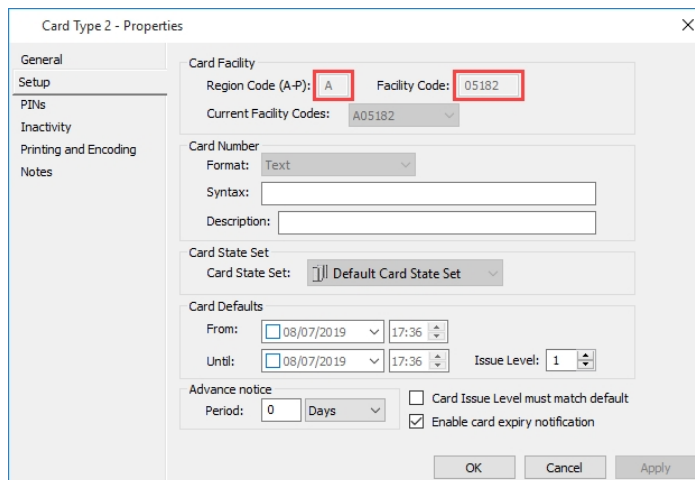 Card Type 2 - Properties
General
Setup
PINs
Inactivity
Printing and Encoding
Notes
Card Facility
Region Code (A-P): A Facility Code: 05182
Current Facility Codes: A05182
Card Number
Format: Text
Syntax:
Description:
Card State Set
Card State Set: Default Card State Set
Card Defaults
From: 08/07/2019 17:36
Until: 08/07/2019 17:36 Issue Level: 1
Advance notice
Period: 0 Days
Card Issue Level must match default
Enable card expiry notification
OK Cancel Apply